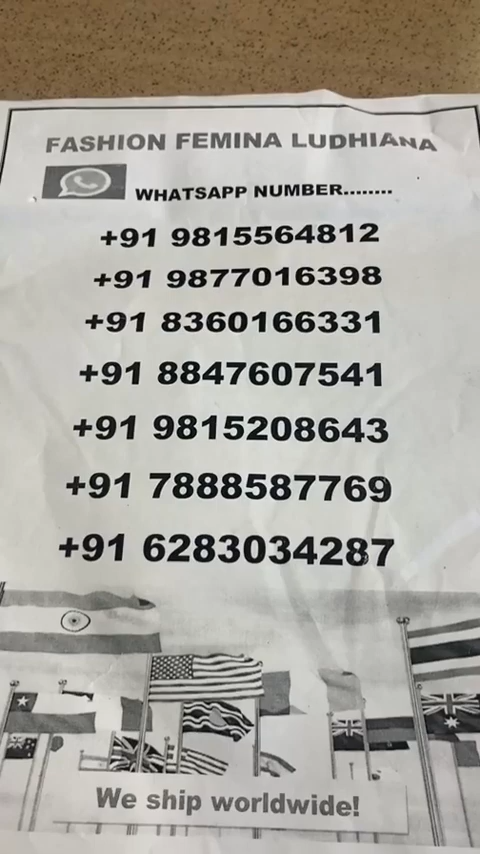 FASHION FEMINA LUDHIANA
WHATSAPP NUMBER........
+91 9815564812
+91 9877016398
+91 8360166331
+91 8847607541
+91 9815208643
+91 7888587769
+91 6283034287
We ship worldwide!